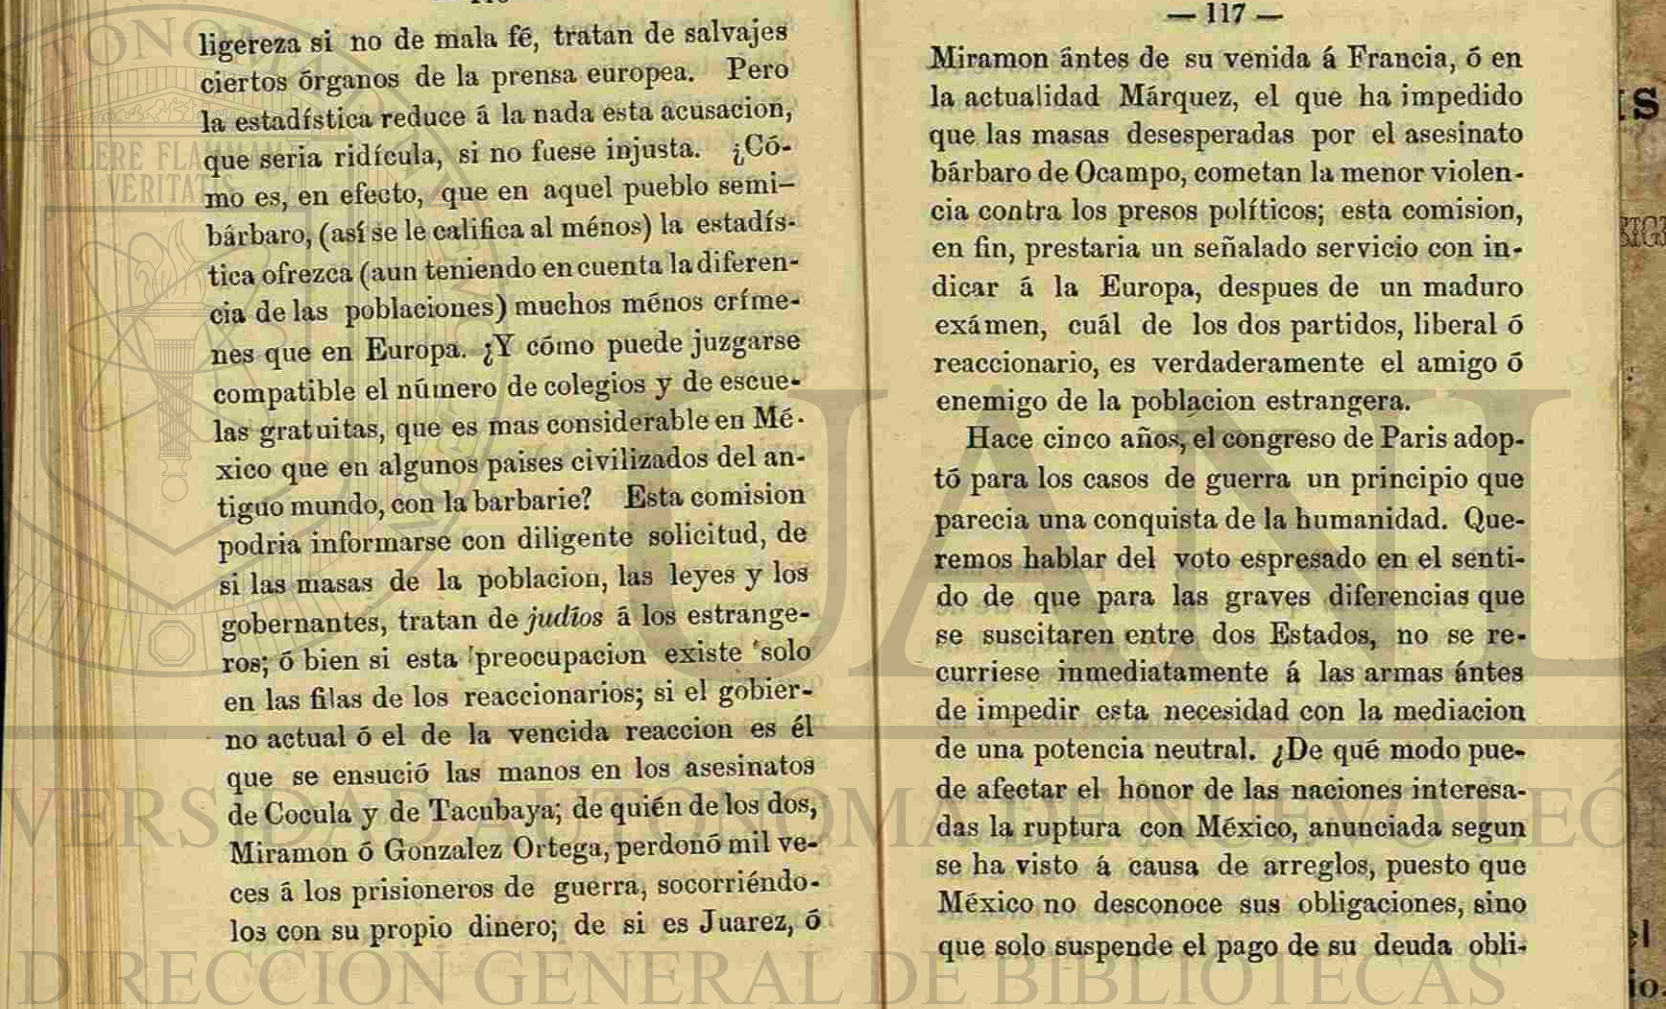 ligereza si no de mala fé, tratan de salvajes
ciertos órganos de la prensa europea. Pero
la estadística reduce á la nada esta acusacion,
que seria ridícula, si no fuese injusta. ¿Có-
mo es, en efecto, que en aquel pueblo semi-
bárbaro, (así se le califica al ménos) la estadís-
tica ofrezca (aun teniendo en cuenta la diferen-
cia de las poblaciones) muchos ménos críme-
nes que en Europa. ¿Y cómo puede juzgarse
compatible el número de colegios y de escue-
las gratuitas, que es mas considerable en Mé-
xico que en algunos paises civilizados del an-
tiguo mundo, con la barbarie? Esta comision
podria informarse con diligente solicitud, de
si las masas de la poblacion, las leyes y los
gobernantes, tratan de judíos á los estrange-
ros; ó bien si esta preocupacion existe solo
en las filas de los reaccionarios; si el gobier-
no actual ó el de la vencida reaccion es él
que se ensució las manos en los asesinatos
de Cocula y de Tacubaya; de quién de los dos,
Miramon ó Gonzalez Ortega, perdonó mil ve-
ces á los prisioneros de guerra, socorriéndo-
los con su propio dinero; de si es Juarez, ó
— 117 —
Miramon ántes de su venida á Francia, ó en
la actualidad Márquez, el que ha impedido
que las masas desesperadas por el asesinato
bárbaro de Ocampo, cometan la menor violen-
cia contra los presos políticos; esta comision,
en fin, prestaria un señalado servicio con in-
dicar á la Europa, despues de un maduro
exámen, cuál de los dos partidos, liberal ó
reaccionario, es verdaderamente el amigo ó
enemigo de la poblacion estrangera.
Hace cinco años, el congreso de Paris adop-
tó para los casos de guerra un principio que
parecia una conquista de la humanidad. Que-
remos hablar del voto espresado en el senti-
do de que para las graves diferencias que
se suscitaren entre dos Estados, no se re-
curriese inmediatamente á las armas ántes
de impedir esta necesidad con la mediacion
de una potencia neutral. ¿De qué modo pue-
de afectar el honor de las naciones interesa-
das la ruptura con México, anunciada segun
se ha visto á causa de arreglos, puesto que
México no desconoce sus obligaciones, sino
que solo suspende el pago de su deuda obli-
UANL
VERSIDAD AUTÓNOMA DE NUEVO LEÓN
DIRECCIÓN GENERAL DE BIBLIOTECAS
ALERE FLAMMAM
VERITATIS